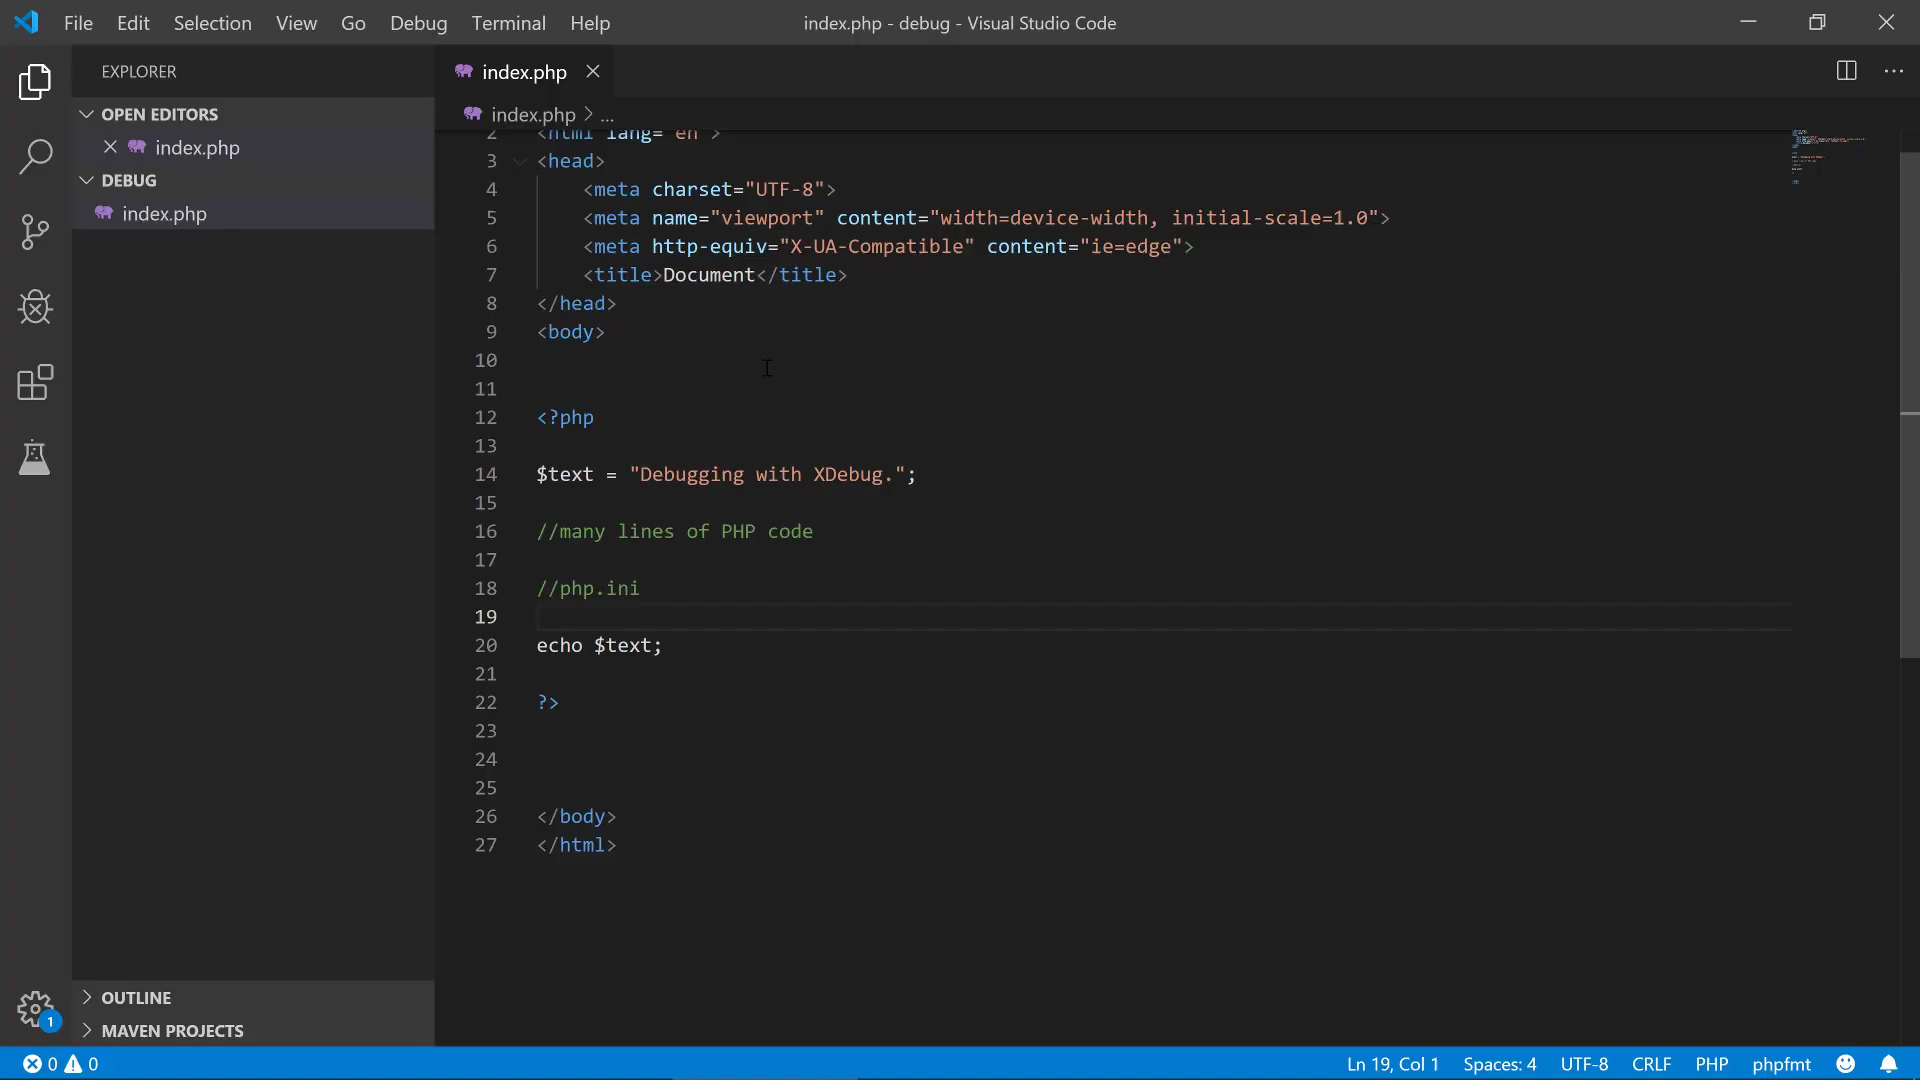 File Edit Selection View Go Debug Terminal Help
index.php - debug - Visual Studio Code
EXPLORER
OPEN EDITORS
index.php
DEBUG
index.php
OUTLINE
MAVEN PROJECTS
index.php
index.php > ...
2 <html lang="en">
3 <head>
4 <meta charset="UTF-8">
5 <meta name="viewport" content="width=device-width, initial-scale=1.0">
6 <meta http-equiv="X-UA-Compatible" content="ie=edge">
7 <title>Document</title>
8 </head>
9 <body>
10
11
12 <?php
13
14 $text = "Debugging with XDebug.";
15
16 //many lines of PHP code
17
18 //php.ini
19
20 echo $text;
21
22 ?>
23
24
25
26 </body>
27 </html>
1
0 0
Ln 19, Col 1 Spaces: 4 UTF-8 CRLF PHP phpfmt